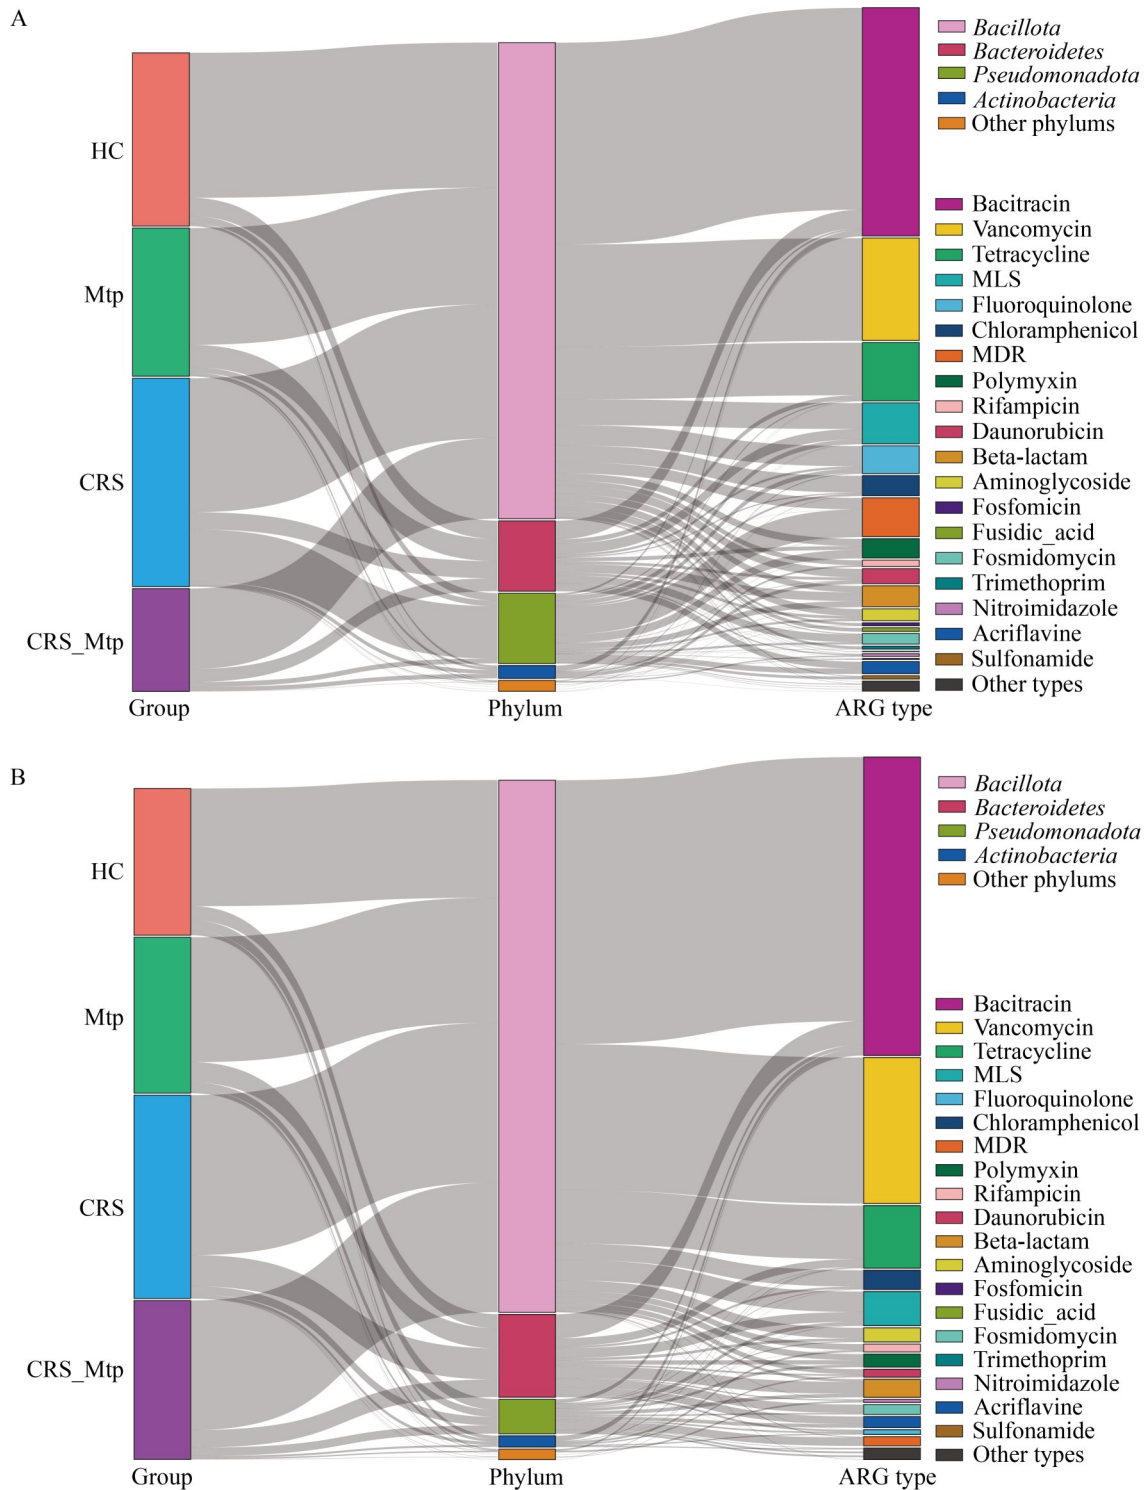 A
HC
Mtp
CRS
CRS_Mtp
Group
Phylum
ARG type
Bacillota
Bacteroidetes
Pseudomonadota
Actinobacteria
Other phylums
Bacitracin
Vancomycin
Tetracycline
MLS
Fluoroquinolone
Chloramphenicol
MDR
Polymyxin
Rifampicin
Daunorubicin
Beta-lactam
Aminoglycoside
Fosfomicin
Fusidic_acid
Fosmidomycin
Trimethoprim
Nitroimidazole
Acriflavine
Sulfonamide
Other types
B
HC
Mtp
CRS
CRS_Mtp
Group
Phylum
ARG type
Bacillota
Bacteroidetes
Pseudomonadota
Actinobacteria
Other phylums
Bacitracin
Vancomycin
Tetracycline
MLS
Fluoroquinolone
Chloramphenicol
MDR
Polymyxin
Rifampicin
Daunorubicin
Beta-lactam
Aminoglycoside
Fosfomicin
Fusidic_acid
Fosmidomycin
Trimethoprim
Nitroimidazole
Acriflavine
Sulfonamide
Other types